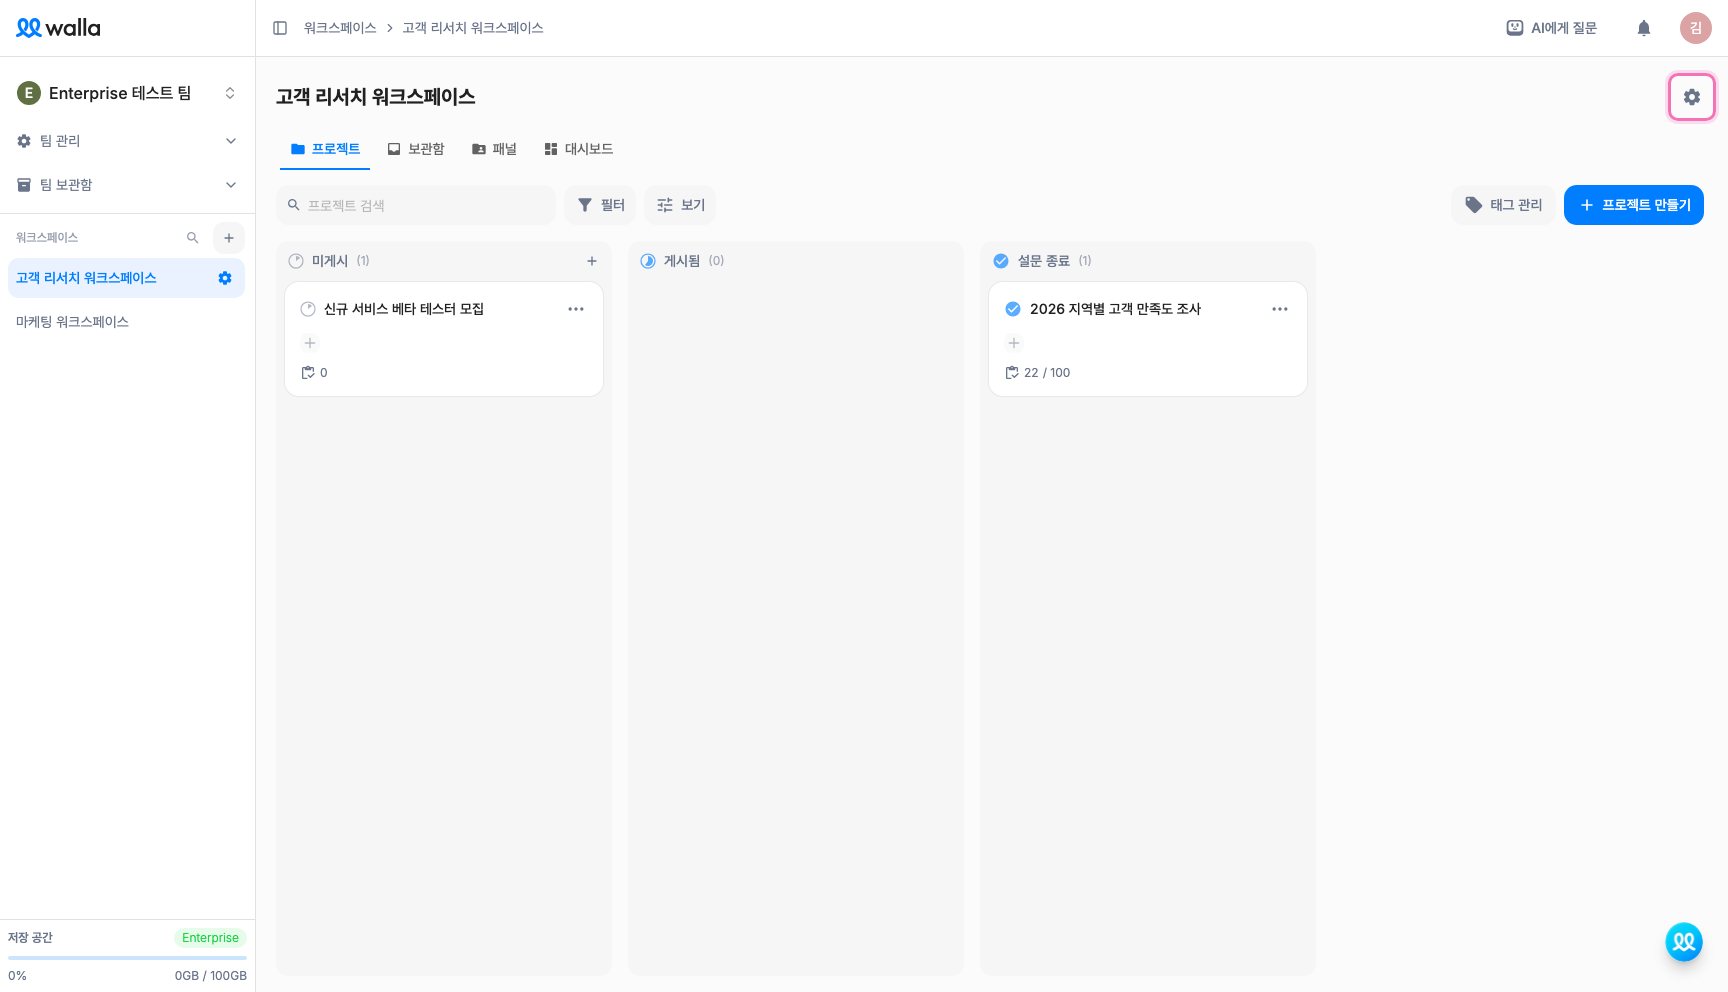 walla
워크스페이스 > 고객 리서치 워크스페이스
AI에게 질문
김
E Enterprise 테스트 팀
팀 관리
팀 보관함
워크스페이스
고객 리서치 워크스페이스
마케팅 워크스페이스
저장 공간
Enterprise
0%
0GB / 100GB
고객 리서치 워크스페이스
프로젝트
보관함
패널
대시보드
프로젝트 검색
필터
보기
태그 관리
+ 프로젝트 만들기
미게시 (1)
신규 서비스 베타 테스터 모집
0
게시됨 (0)
설문 종료 (1)
2026 지역별 고객 만족도 조사
22 / 100